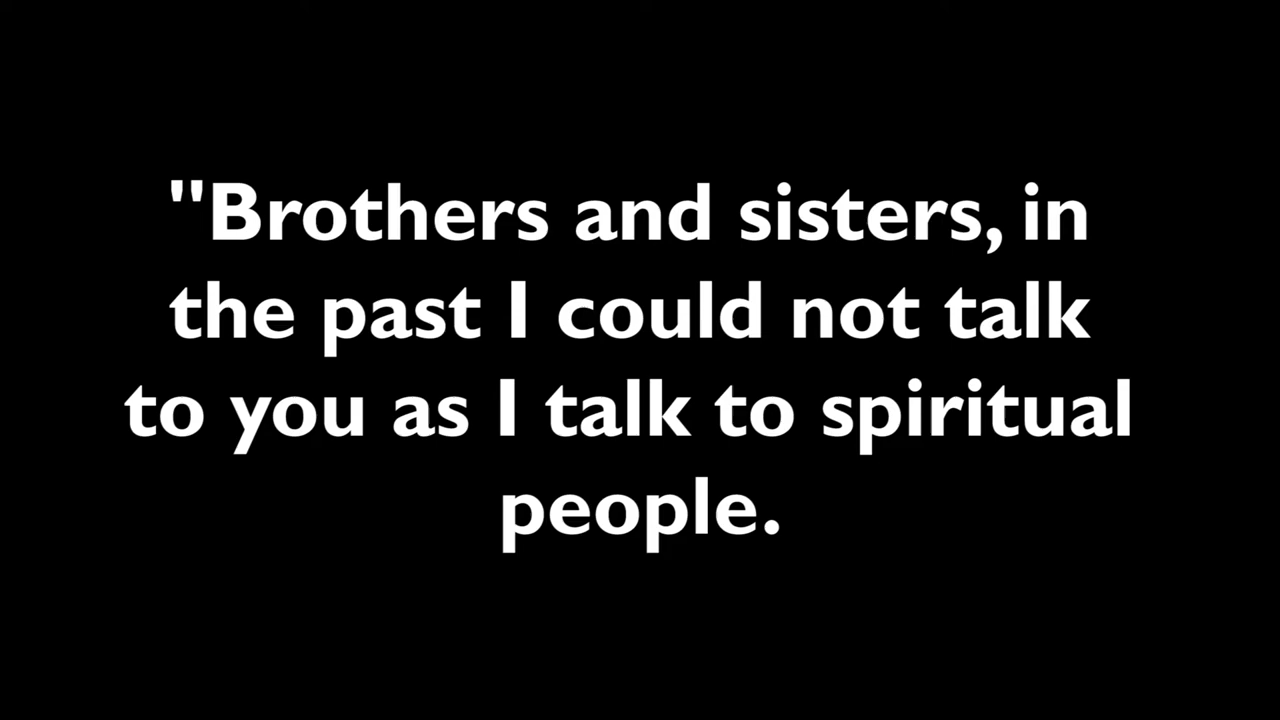 "Brothers and sisters, in
the past I could not talk
to you as I talk to spiritual
people.